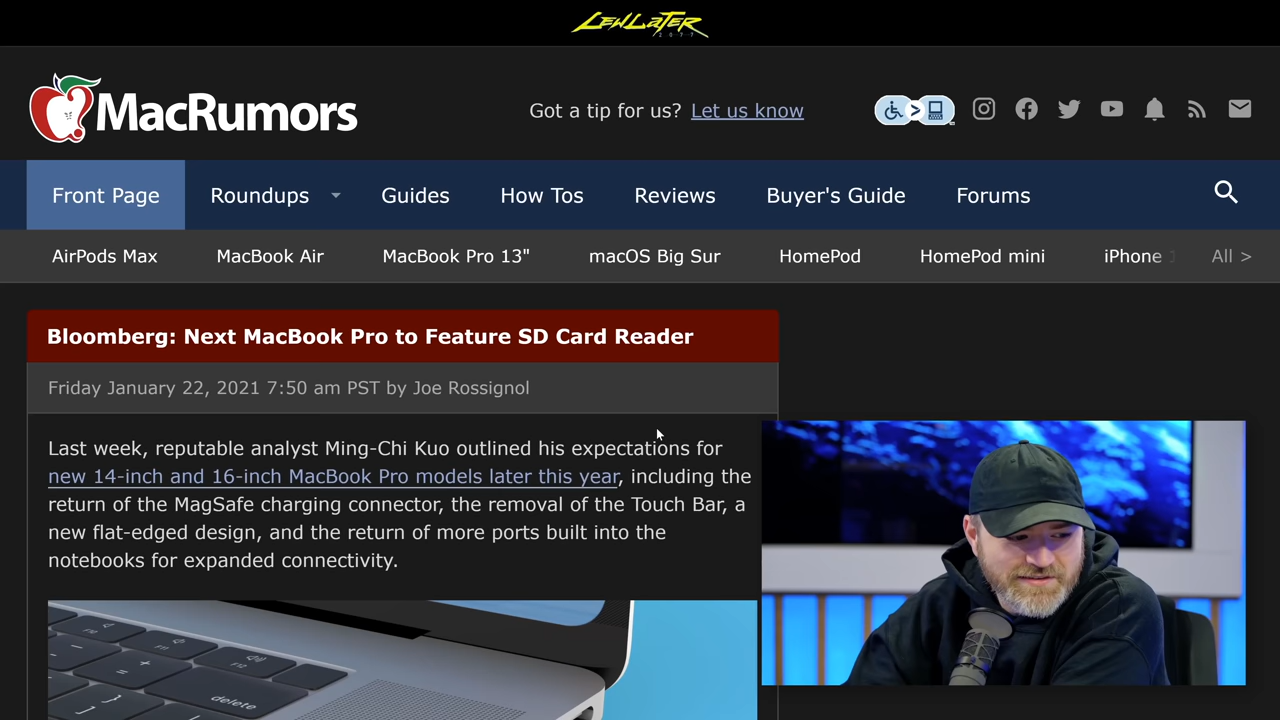 LEWLATER
2077
MacRumors
Got a tip for us? Let us know
Front Page Roundups Guides How Tos Reviews Buyer's Guide Forums
AirPods Max MacBook Air MacBook Pro 13" macOS Big Sur HomePod HomePod mini iPhone All >
Bloomberg: Next MacBook Pro to Feature SD Card Reader
Friday January 22, 2021 7:50 am PST by Joe Rossignol
Last week, reputable analyst Ming-Chi Kuo outlined his expectations for
new 14-inch and 16-inch MacBook Pro models later this year, including the
return of the MagSafe charging connector, the removal of the Touch Bar, a
new flat-edged design, and the return of more ports built into the
notebooks for expanded connectivity.
F10 F11 F12
delete